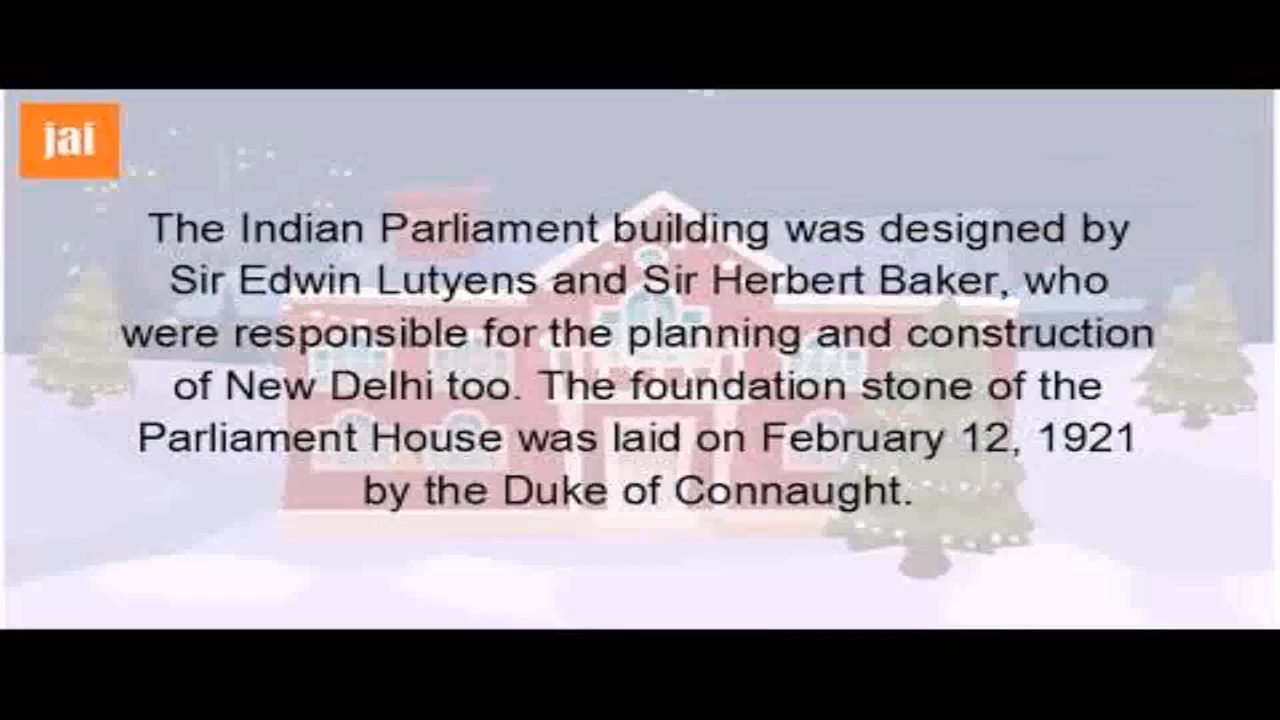 jai
The Indian Parliament building was designed by
Sir Edwin Lutyens and Sir Herbert Baker, who
were responsible for the planning and construction
of New Delhi too. The foundation stone of the
Parliament House was laid on February 12, 1921
by the Duke of Connaught.